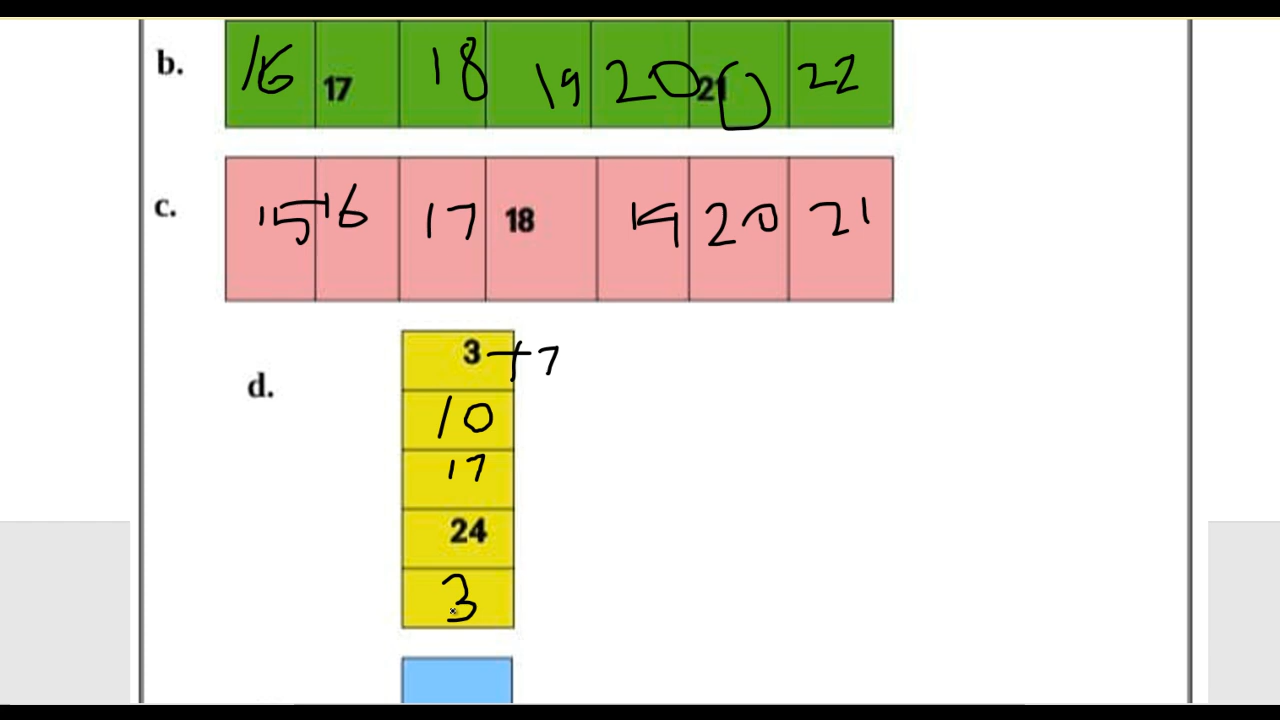 b. 16 17 18 19 20 21 22
c. 15 16 17 18 19 20 21
d. 3 +7
10
17
24
3